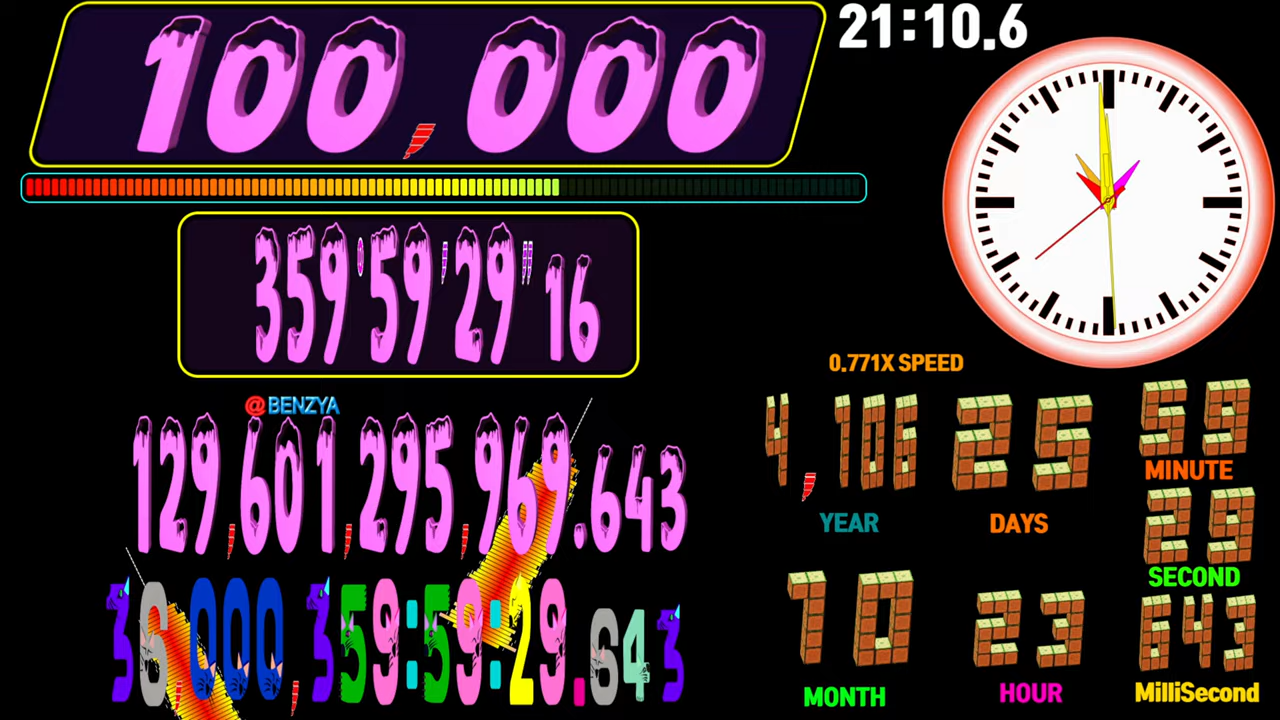 100,000
21:10.6
359°59'29"16
0.771X SPEED
@BENZYA
129,601,295,969.643
36,000,359:59:29.643
4,106
YEAR
25
DAYS
59
MINUTE
29
SECOND
10
MONTH
23
HOUR
643
MilliSecond